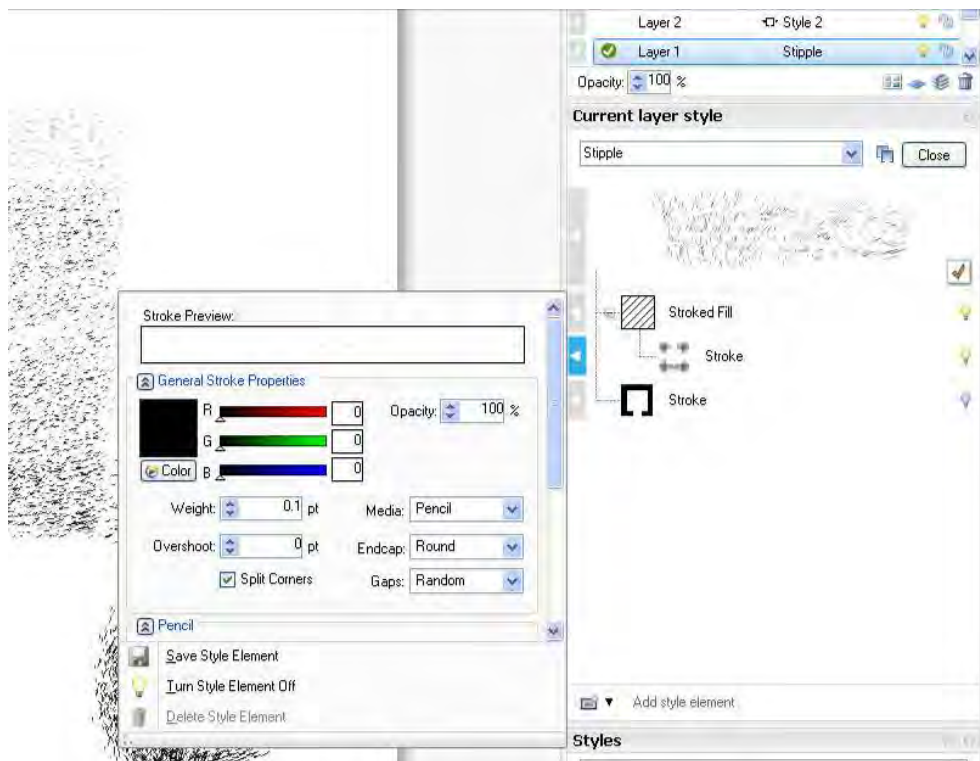 Layer 2 Style 2
Layer 1 Stipple
Opacity: 100 %
Current layer style
Stipple Close
Stroked Fill
Stroke
Stroke
Add style element
Styles
Stroke Preview:
General Stroke Properties
R 0 Opacity: 100 %
G 0
Color B 0
Weight: 0.1 pt Media: Pencil
Overshoot: 0 pt Endcap: Round
Split Corners Gaps: Random
Pencil
Save Style Element
Turn Style Element Off
Delete Style Element